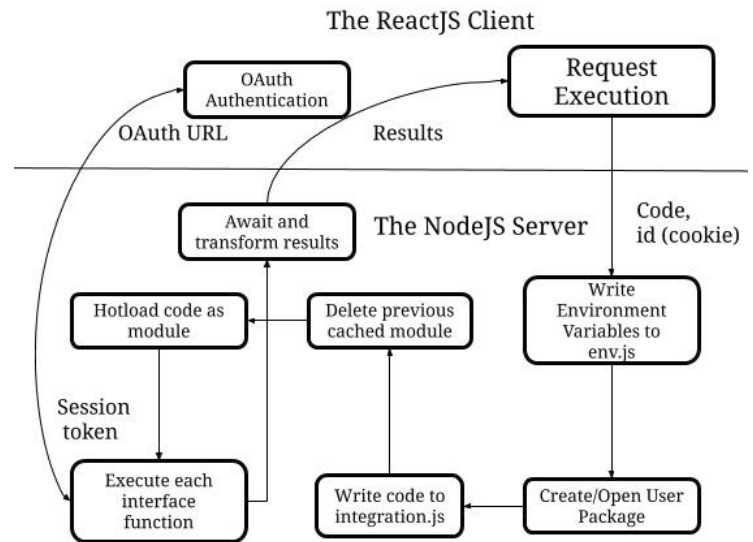 The ReactJS Client
OAuth
Authentication
Request
Execution
OAuth URL
Results
Await and
transform results
The NodeJS Server
Code,
id (cookie)
Hotload code as
module
Delete previous
cached module
Write
Environment
Variables to
env.js
Session
token
Execute each
interface
function
Write code to
integration.js
Create/Open User
Package